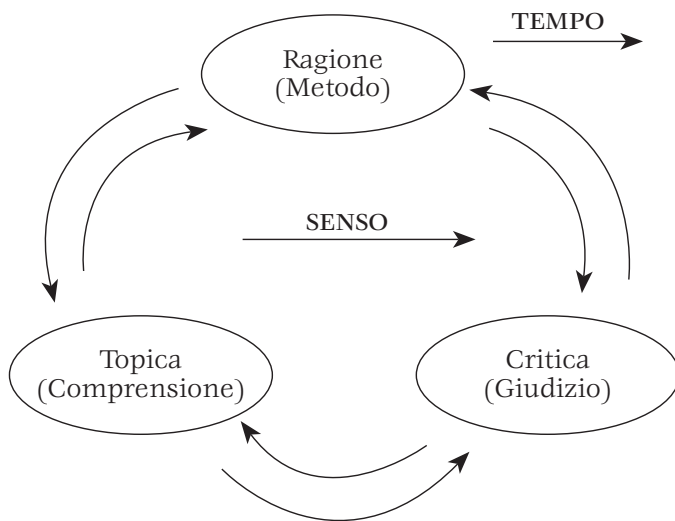 TEMPO
Ragione
(Metodo)
SENSO
Topica
(Comprensione)
Critica
(Giudizio)